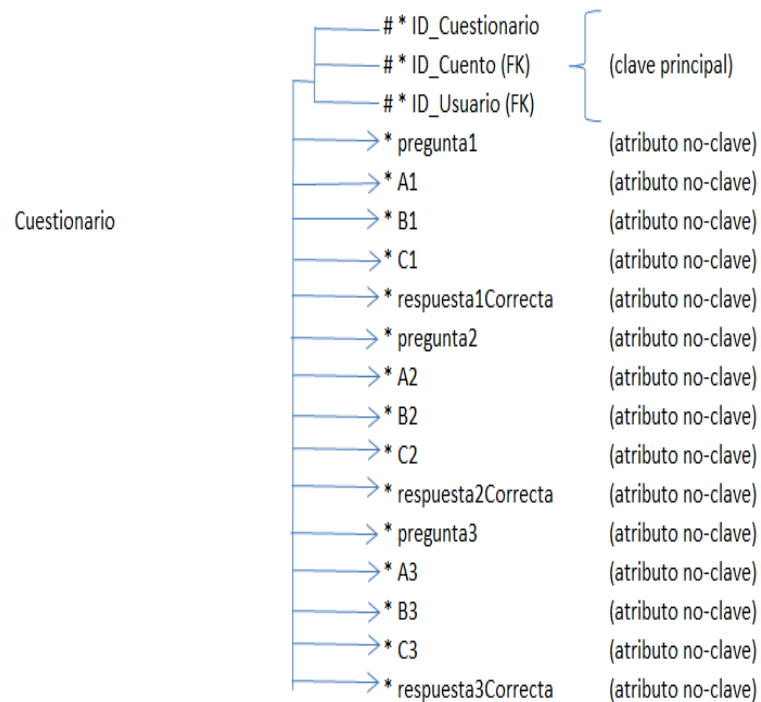 # * ID_Cuestionario
# * ID_Cuento (FK) (clave principal)
# * ID_Usuario (FK)
* pregunta1 (atributo no-clave)
* A1 (atributo no-clave)
Cuestionario * B1 (atributo no-clave)
* C1 (atributo no-clave)
* respuesta1Correcta (atributo no-clave)
* pregunta2 (atributo no-clave)
* A2 (atributo no-clave)
* B2 (atributo no-clave)
* C2 (atributo no-clave)
* respuesta2Correcta (atributo no-clave)
* pregunta3 (atributo no-clave)
* A3 (atributo no-clave)
* B3 (atributo no-clave)
* C3 (atributo no-clave)
* respuesta3Correcta (atributo no-clave)